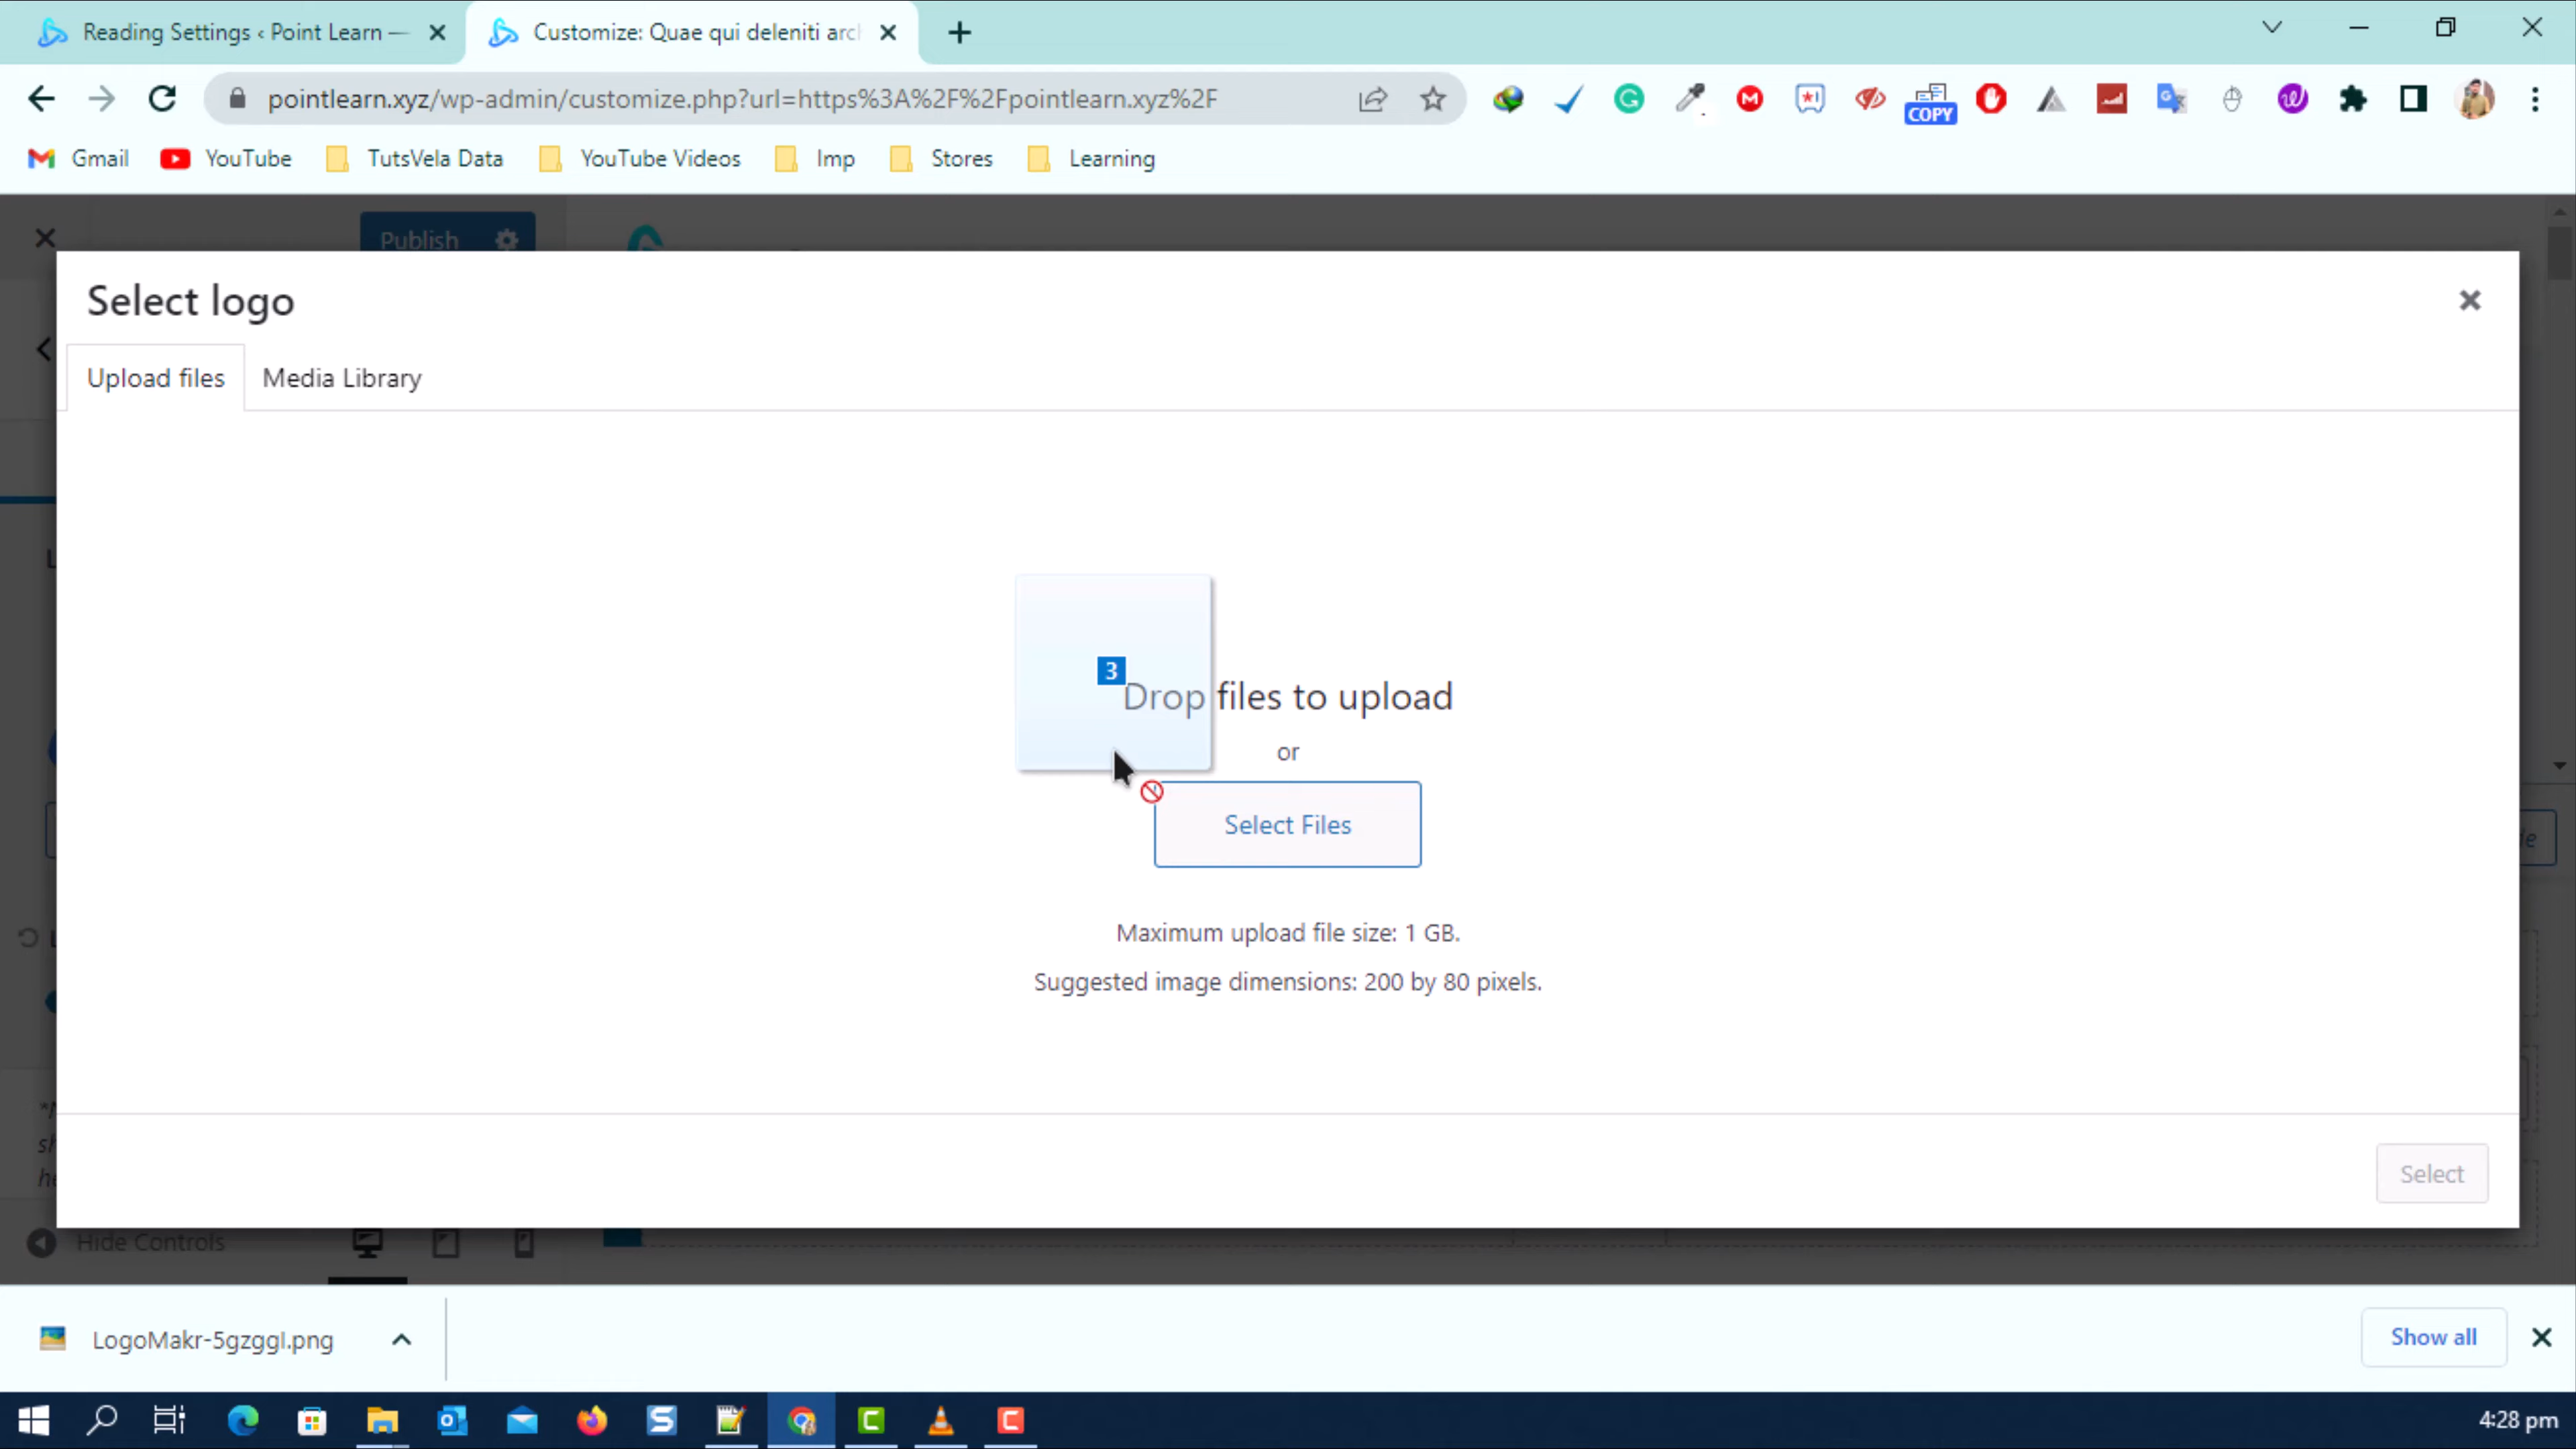 Reading Settings ‹ Point Learn —
Customize: Quae qui deleniti arc
pointlearn.xyz/wp-admin/customize.php?url=https%3A%2F%2Fpointlearn.xyz%2F
COPY
Gmail
YouTube
TutsVela Data
YouTube Videos
Imp
Stores
Learning
Publish
Select logo
Upload files
Media Library
3
Drop files to upload
or
Select Files
Maximum upload file size: 1 GB.
Suggested image dimensions: 200 by 80 pixels.
Select
Hide Controls
LogoMakr-5gzggI.png
Show all
4:28 pm